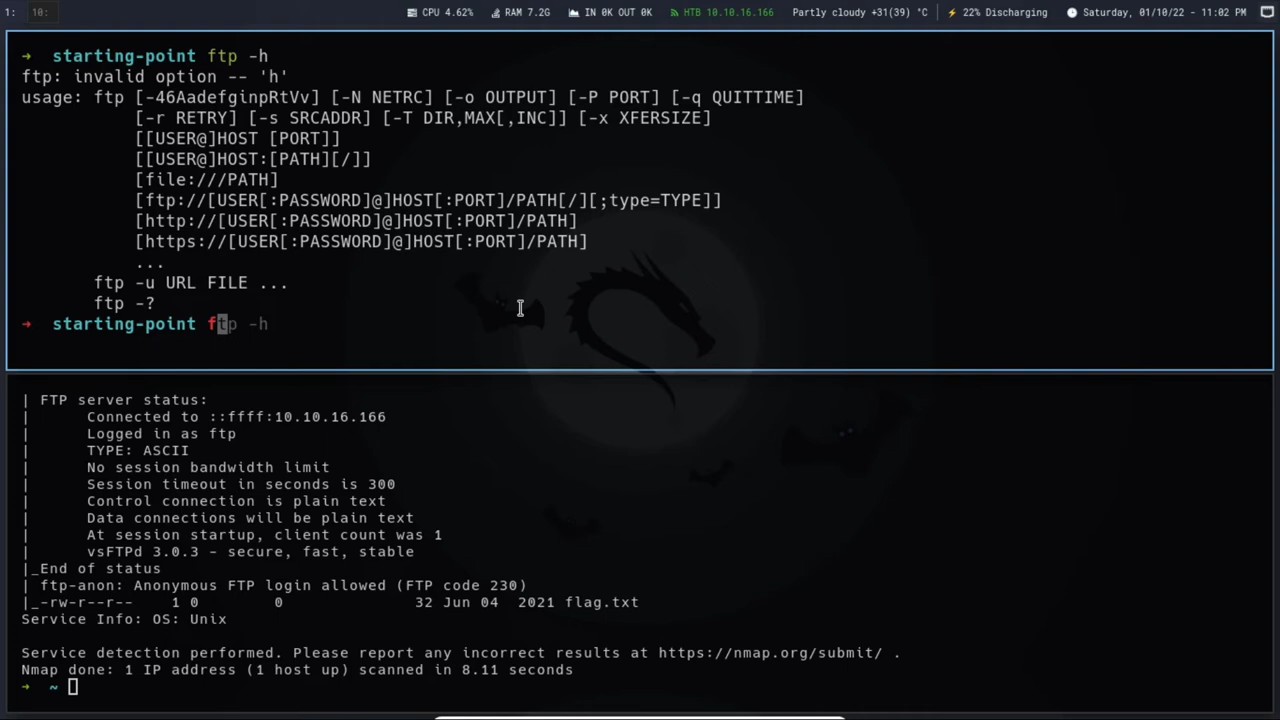 1: 10: CPU 4.62% RAM 7.2G IN 0K OUT 0K HTB 10.10.16.166 Partly cloudy +31(39) °C 22% Discharging Saturday, 01/10/22 - 11:02 PM
→ starting-point ftp -h
ftp: invalid option -- 'h'
usage: ftp [-46AadefginpRtVv] [-N NETRC] [-o OUTPUT] [-P PORT] [-q QUITTIME]
[-r RETRY] [-s SRCADDR] [-T DIR,MAX[,INC]] [-x XFERSIZE]
[[USER@]HOST [PORT]]
[[USER@]HOST:[PATH][/]]
[file:///PATH]
[ftp://[USER[:PASSWORD]@]HOST[:PORT]/PATH[/][;type=TYPE]]
[http://[USER[:PASSWORD]@]HOST[:PORT]/PATH]
[https://[USER[:PASSWORD]@]HOST[:PORT]/PATH]
...
ftp -u URL FILE ...
ftp -?
→ starting-point ftp -h
| FTP server status:
| Connected to ::ffff:10.10.16.166
| Logged in as ftp
| TYPE: ASCII
| No session bandwidth limit
| Session timeout in seconds is 300
| Control connection is plain text
| Data connections will be plain text
| At session startup, client count was 1
| vsFTPd 3.0.3 - secure, fast, stable
|_End of status
| ftp-anon: Anonymous FTP login allowed (FTP code 230)
|_-rw-r--r-- 1 0 0 32 Jun 04 2021 flag.txt
Service Info: OS: Unix
Service detection performed. Please report any incorrect results at https://nmap.org/submit/ .
Nmap done: 1 IP address (1 host up) scanned in 8.11 seconds
→ ~